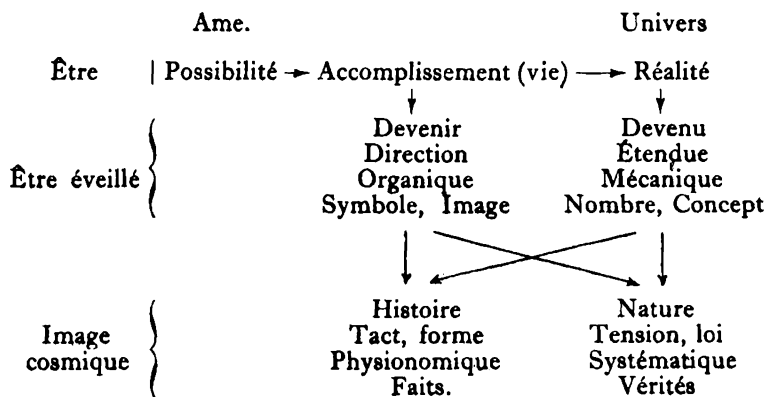 Ame. Univers
Être Possibilité Accomplissement (vie) Réalité
Devenir Devenu
Direction Étendue
Être éveillé Organique Mécanique
Symbole, Image Nombre, Concept
Histoire Nature
Image Tact, forme Tension, loi
cosmique Physionomique Systématique
Faits. Vérités